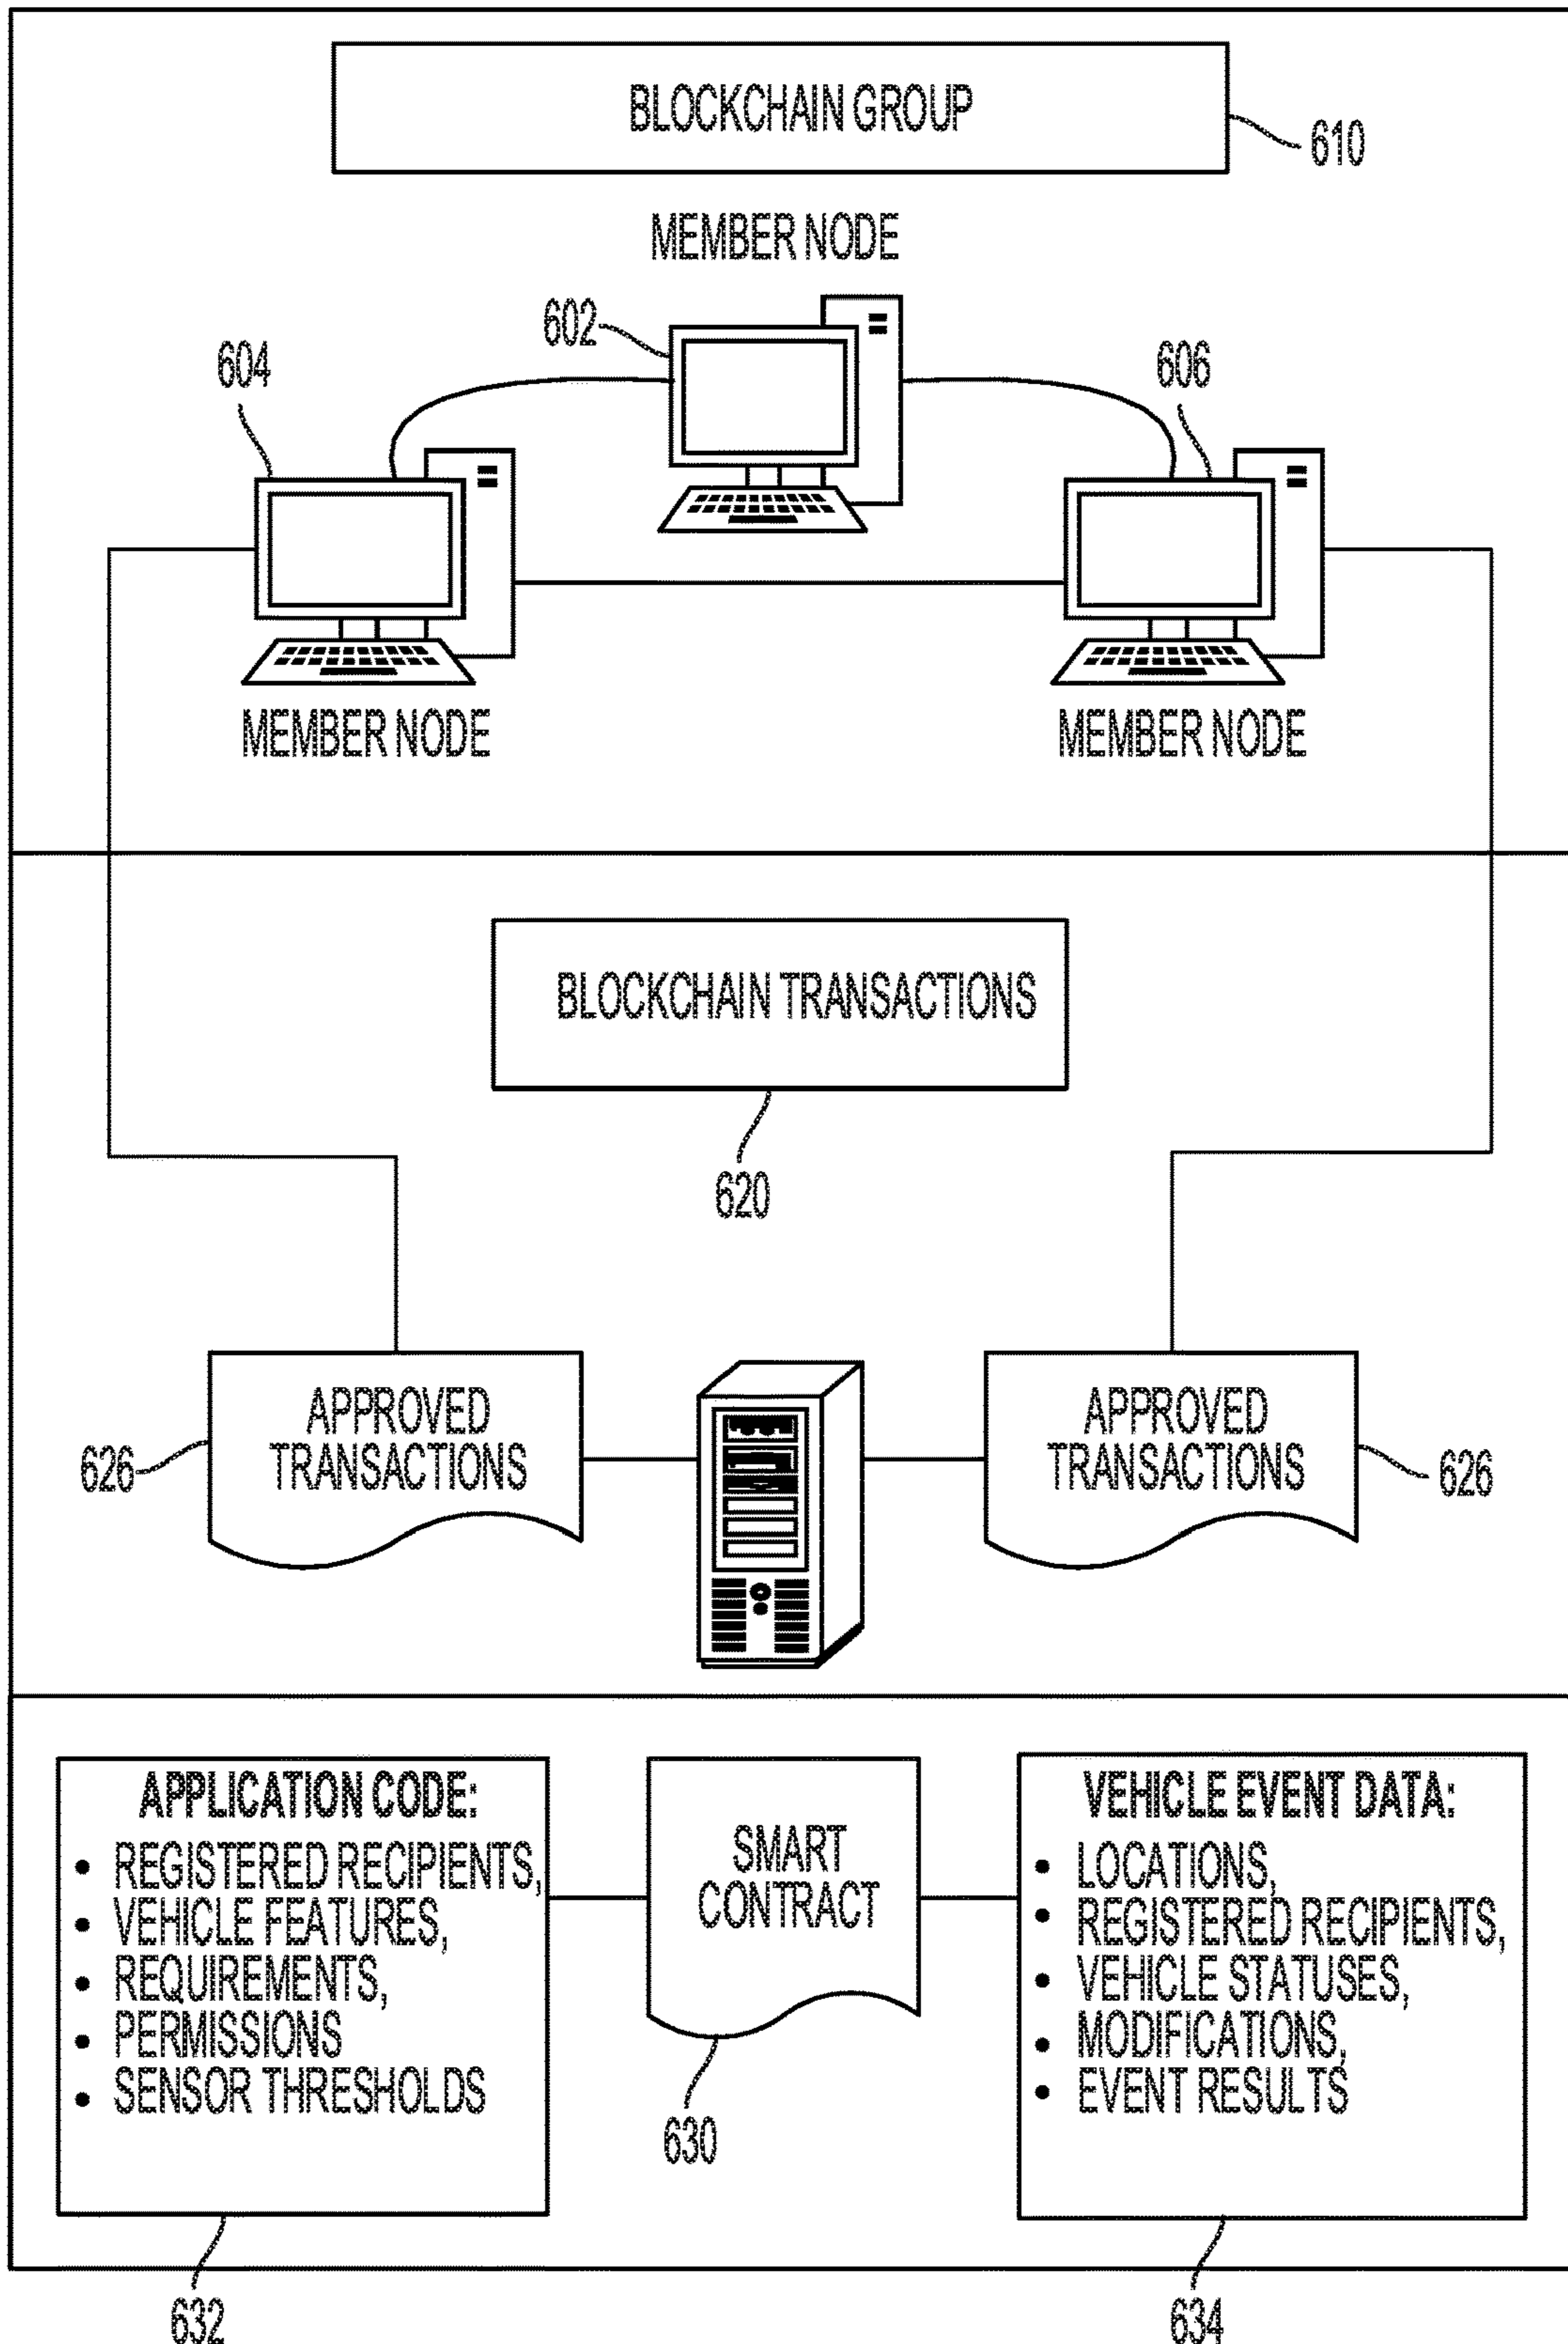 BLOCKCHAIN GROUP
610
MEMBER NODE
602
604
606
MEMBER NODE
MEMBER NODE
BLOCKCHAIN TRANSACTIONS
620
APPROVED
TRANSACTIONS
626
APPROVED
TRANSACTIONS
626
APPLICATION CODE:
• REGISTERED RECIPIENTS,
• VEHICLE FEATURES,
• REQUIREMENTS,
• PERMISSIONS
• SENSOR THRESHOLDS
632
SMART
CONTRACT
630
VEHICLE EVENT DATA:
• LOCATIONS,
• REGISTERED RECIPIENTS,
• VEHICLE STATUSES,
• MODIFICATIONS,
• EVENT RESULTS
634